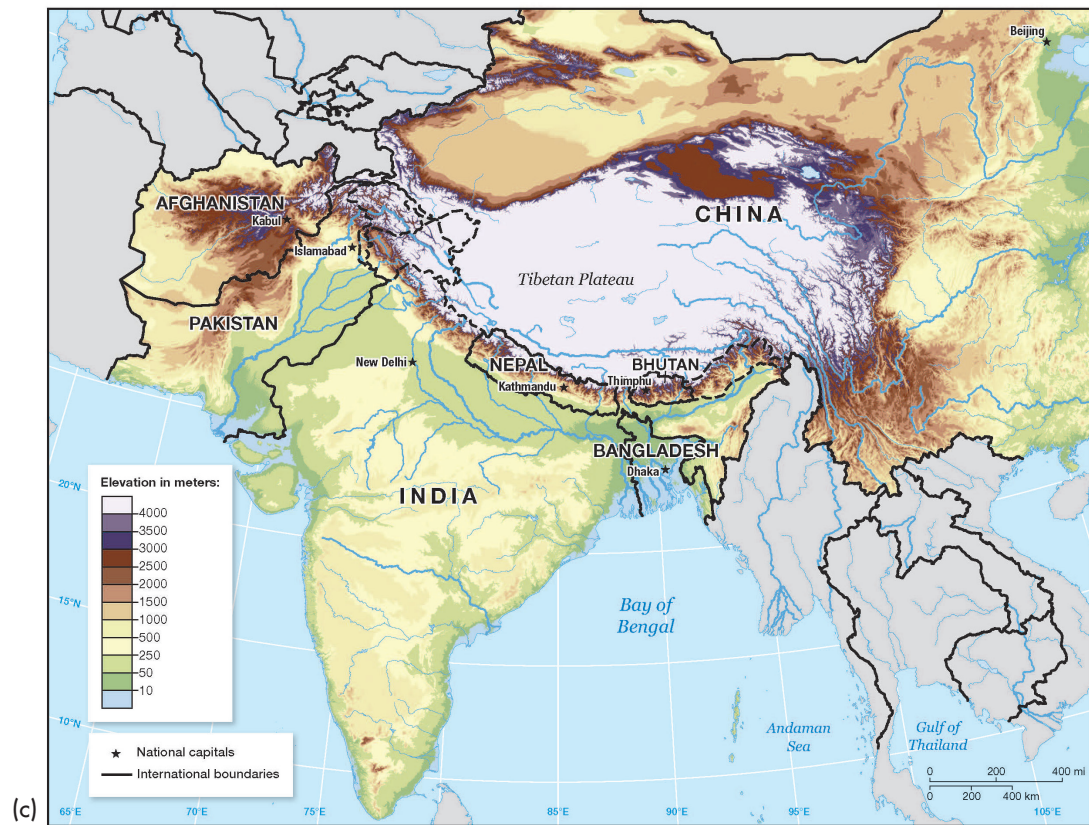 Beijing
AFGHANISTAN
Kabul
Islamabad
CHINA
Tibetan Plateau
PAKISTAN
New Delhi
NEPAL
Kathmandu
BHUTAN
Thimphu
BANGLADESH
Dhaka
INDIA
Elevation in meters:
4000
3500
3000
2500
2000
1500
1000
500
250
50
10
20°N
15°N
10°N
Bay of
Bengal
Andaman
Sea
Gulf of
Thailand
National capitals
International boundaries
0 200 400 mi
0 200 400 km
(c)
65°E 70°E 75°E 80°E 85°E 90°E 95°E 105°E